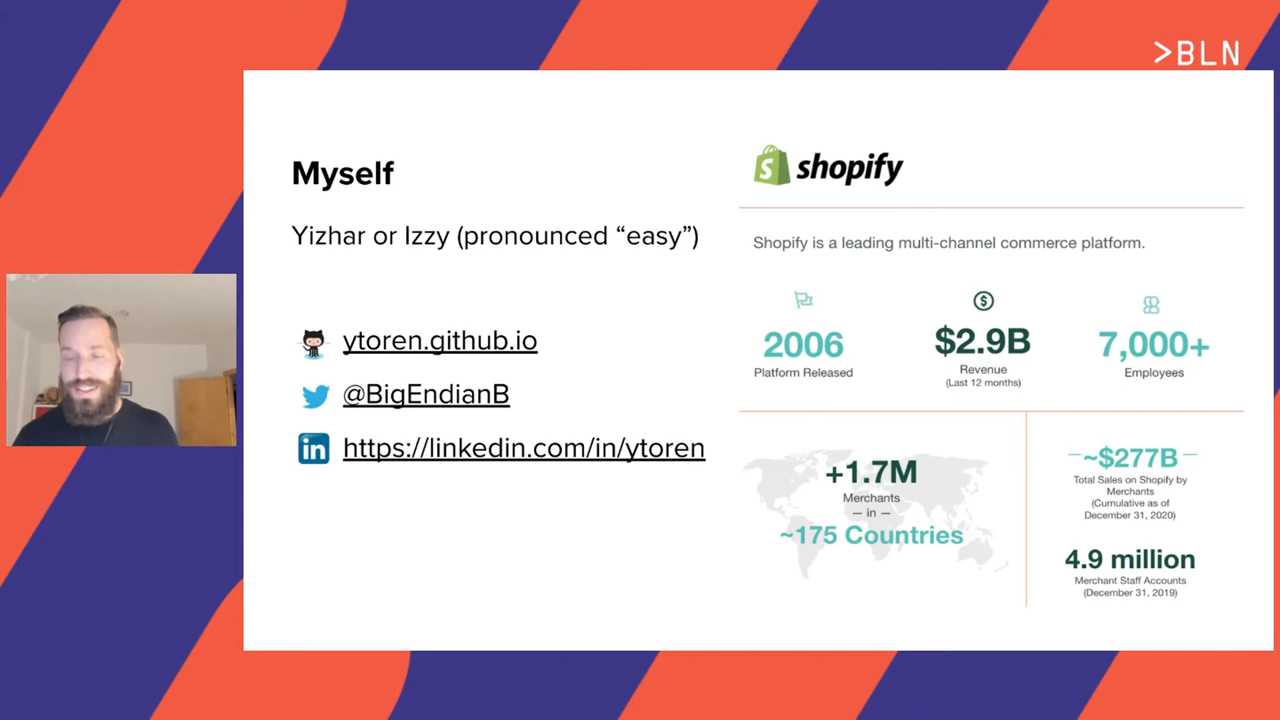 >BLN
Myself
Yizhar or Izzy (pronounced “easy”)
ytoren.github.io
@BigEndianB
https://linkedin.com/in/ytoren
shopify
Shopify is a leading multi-channel commerce platform.
2006
Platform Released
$2.9B
Revenue
(Last 12 months)
7,000+
Employees
+1.7M
Merchants
— in —
~175 Countries
~$277B
Total Sales on Shopify by
Merchants
(Cumulative as of
December 31, 2020)
4.9 million
Merchant Staff Accounts
(December 31, 2019)